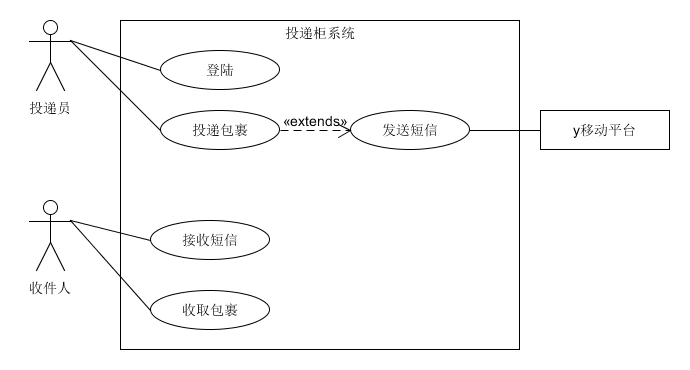 投递柜系统
登陆
投递员
投递包裹
«extends»
发送短信
y移动平台
接收短信
收件人
收取包裹